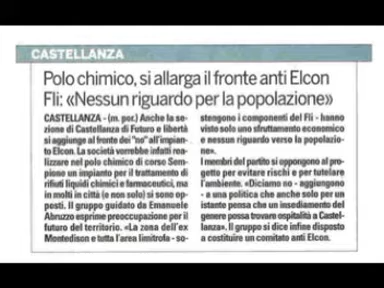 CASTELLANZA
Polo chimico, si allarga il fronte anti Elcon
Fli: «Nessun riguardo per la popolazione»
CASTELLANZA - (m. por.) Anche la se-
zione di Castellanza di Futuro e libertà
si aggiunge al fronte dei "no" all'impian-
to Elcon. La società vorrebbe infatti rea-
lizzare nel polo chimico di corso Sem-
pione un impianto per il trattamento di
rifiuti liquidi chimici e farmaceutici, ma
in molti in città (e non solo) si sono op-
posti. Il gruppo guidato da Emanuele
Abruzzo esprime preoccupazione per il
futuro del territorio. «La zona dell'ex
Montedison e tutta l'area limitrofa - so-
stengono i componenti del Fli - hanno
visto solo uno sfruttamento economico
e nessun riguardo verso la popolazio-
ne».
I membri del partito si oppongono al pro-
getto per evitare rischi e per tutelare
l'ambiente. «Diciamo no - aggiungono
- a una politica che anche solo per un
istante pensa che un insediamento del
genere possa trovare ospitalità a Castel-
lanza». Il gruppo si dice infine disposto
a costituire un comitato anti Elcon.